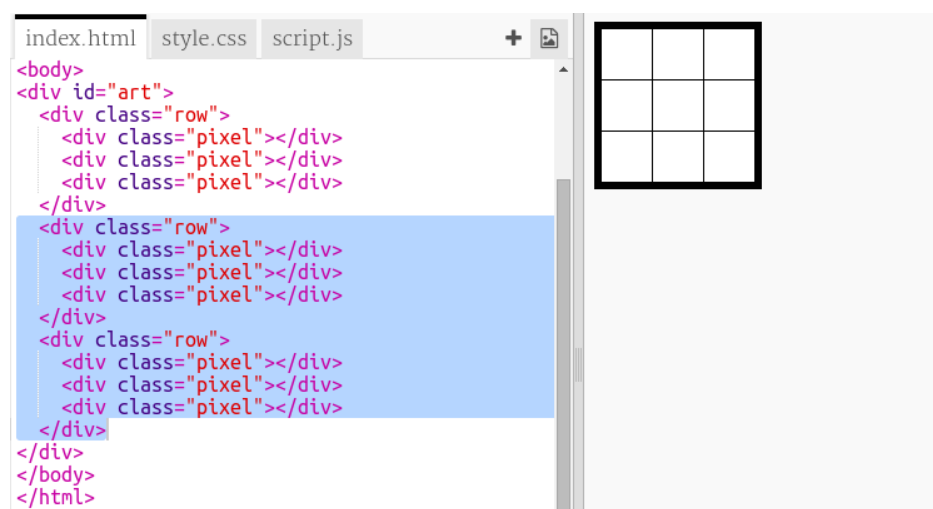 index.html style.css script.js +
<body>
<div id="art">
  <div class="row">
    <div class="pixel"></div>
    <div class="pixel"></div>
    <div class="pixel"></div>
  </div>
  <div class="row">
    <div class="pixel"></div>
    <div class="pixel"></div>
    <div class="pixel"></div>
  </div>
  <div class="row">
    <div class="pixel"></div>
    <div class="pixel"></div>
    <div class="pixel"></div>
  </div>
</div>
</body>
</html>